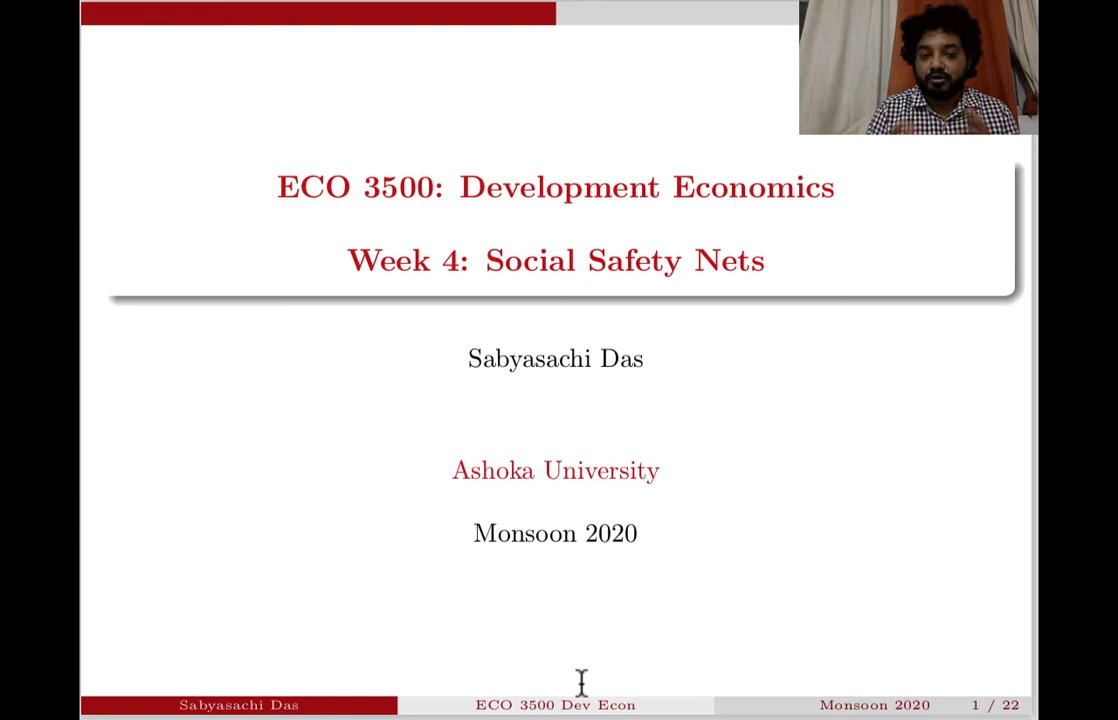 ECO 3500: Development Economics
Week 4: Social Safety Nets
Sabyasachi Das
Ashoka University
Monsoon 2020
Sabyasachi Das
ECO 3500 Dev Econ
Monsoon 2020
1 / 22